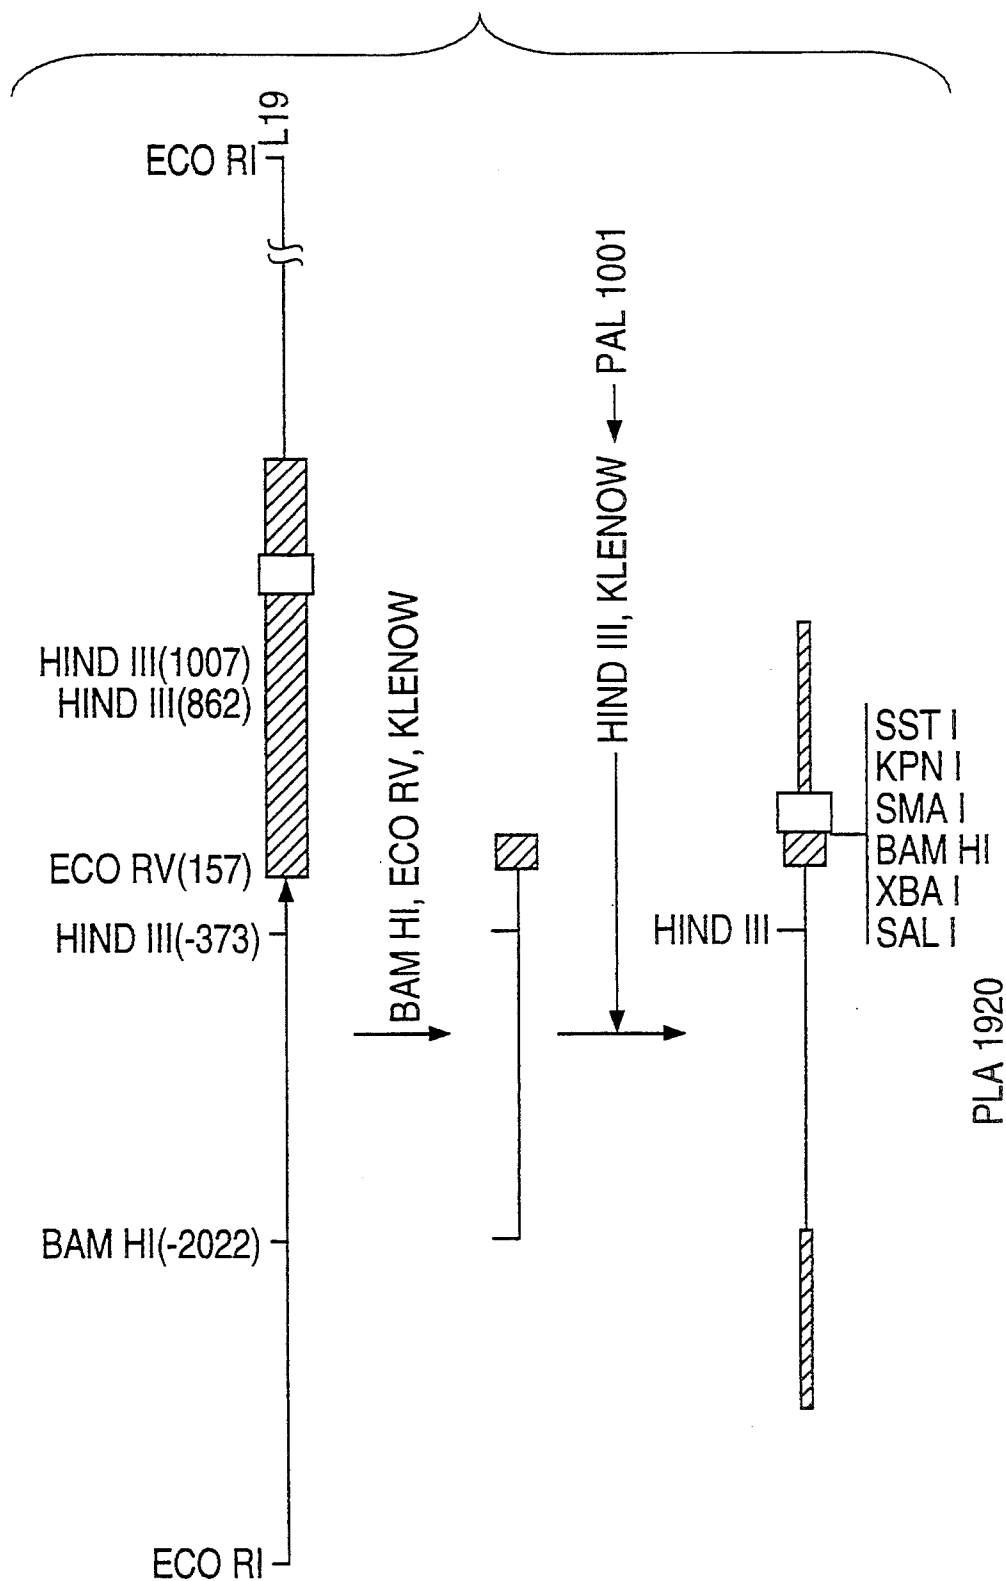 L19
ECO RI
HIND III(1007)
HIND III(862)
ECO RV(157)
HIND III(-373)
BAM HI(-2022)
ECO RI
BAM HI, ECO RV, KLENOW
HIND III, KLENOW
PAL 1001
HIND III
SST I
KPN I
SMA I
BAM HI
XBA I
SAL I
PLA 1920